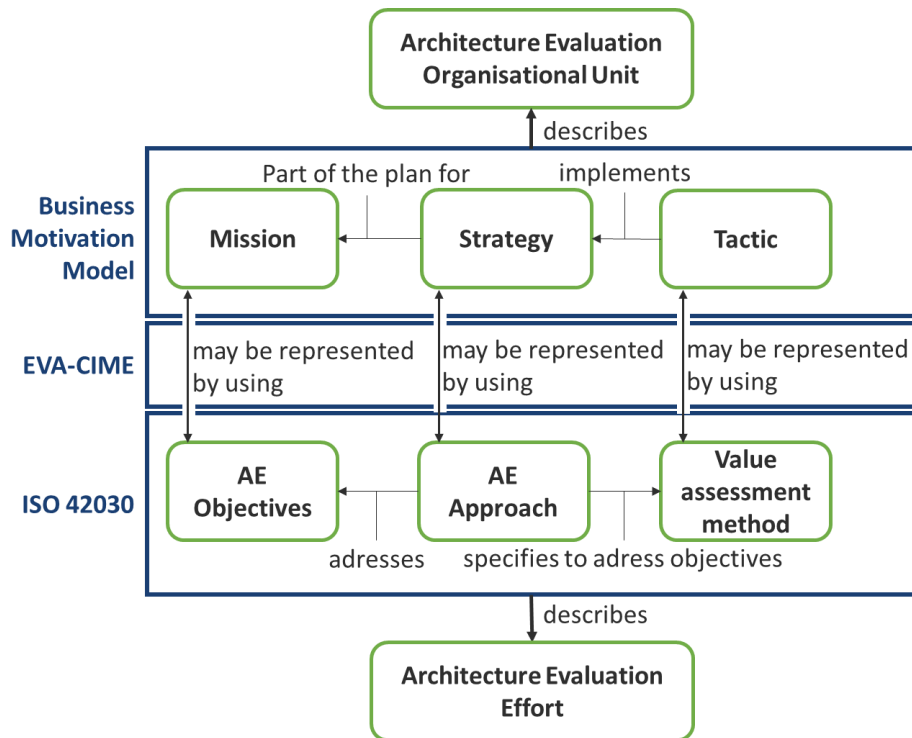 Architecture Evaluation
Organisational Unit
describes
Part of the plan for
implements
Business
Motivation
Model
Mission
Strategy
Tactic
EVA-CIME
may be represented
by using
may be represented
by using
may be represented
by using
ISO 42030
AE
Objectives
AE
Approach
Value
assessment
method
adresses
specifies to adress objectives
describes
Architecture Evaluation
Effort